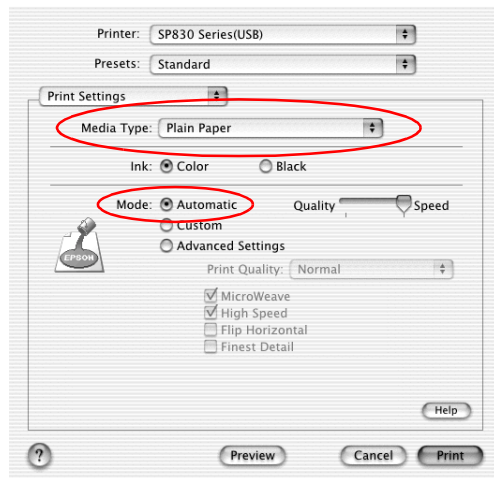 Printer: SP830 Series(USB)
Presets: Standard
Print Settings
Media Type: Plain Paper
Ink: Color Black
Mode: Automatic Quality Speed
Custom
EPSON
Advanced Settings
Print Quality: Normal
MicroWeave
High Speed
Flip Horizontal
Finest Detail
Help
? Preview Cancel Print